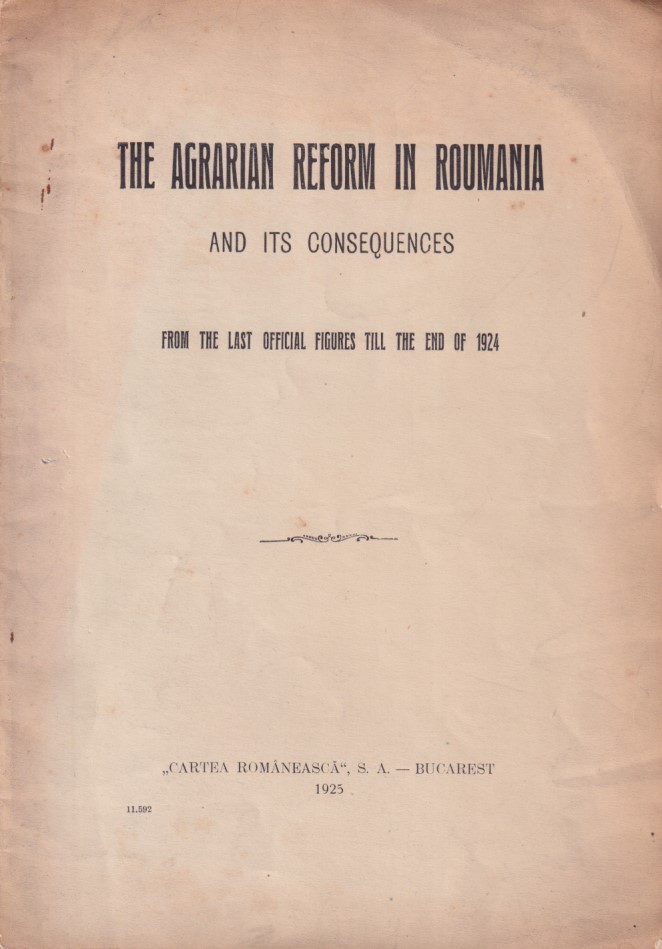 THE AGRARIAN REFORM IN ROUMANIA
AND ITS CONSEQUENCES
FROM THE LAST OFFICIAL FIGURES TILL THE END OF 1924
„CARTEA ROMÂNEASCĂ“, S. A. — BUCAREST
1925
11.592